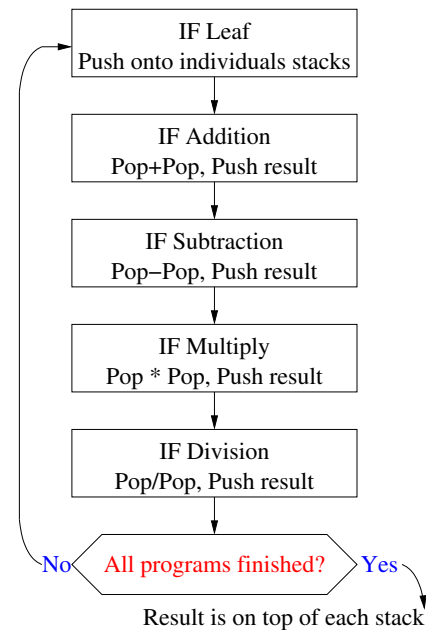 IF Leaf
Push onto individuals stacks
IF Addition
Pop+Pop, Push result
IF Subtraction
Pop−Pop, Push result
IF Multiply
Pop * Pop, Push result
IF Division
Pop/Pop, Push result
No All programs finished? Yes
Result is on top of each stack